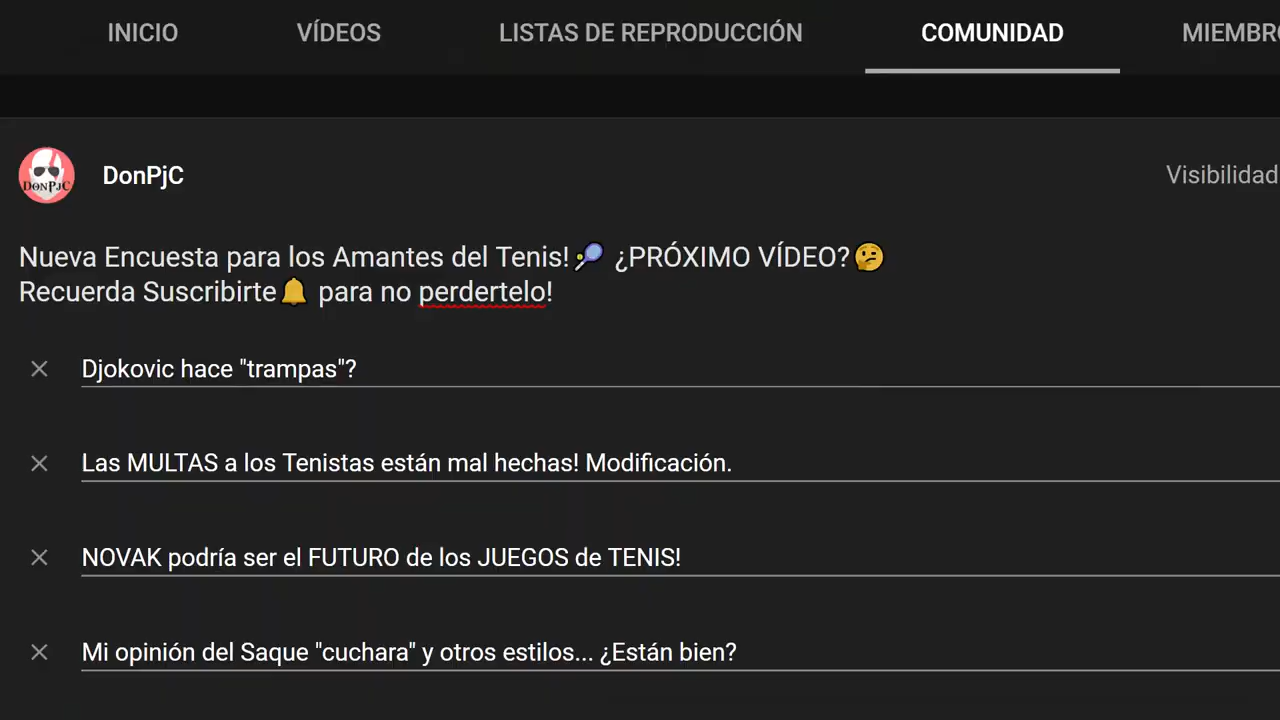 INICIO VÍDEOS LISTAS DE REPRODUCCIÓN COMUNIDAD MIEMBRO
DonPjC DonPjC Visibilidad
Nueva Encuesta para los Amantes del Tenis!🎾 ¿PRÓXIMO VÍDEO?🤔
Recuerda Suscribirte🔔 para no perdertelo!
Djokovic hace "trampas"?
Las MULTAS a los Tenistas están mal hechas! Modificación.
NOVAK podría ser el FUTURO de los JUEGOS de TENIS!
Mi opinión del Saque "cuchara" y otros estilos... ¿Están bien?